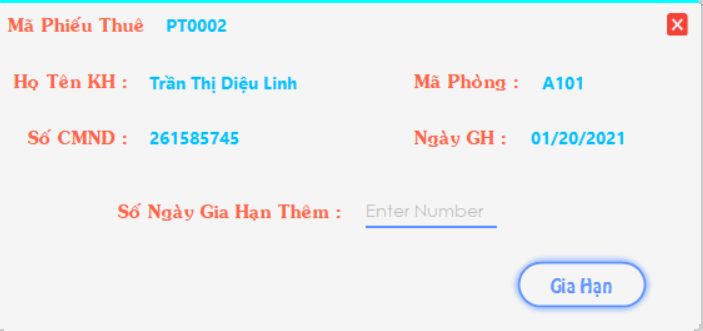 Mã Phiếu Thuê PT0002
Họ Tên KH : Trần Thị Diệu Linh Mã Phòng : A101
Số CMND : 261585745 Ngày GH : 01/20/2021
Số Ngày Gia Hạn Thêm : Enter Number
Gia Hạn